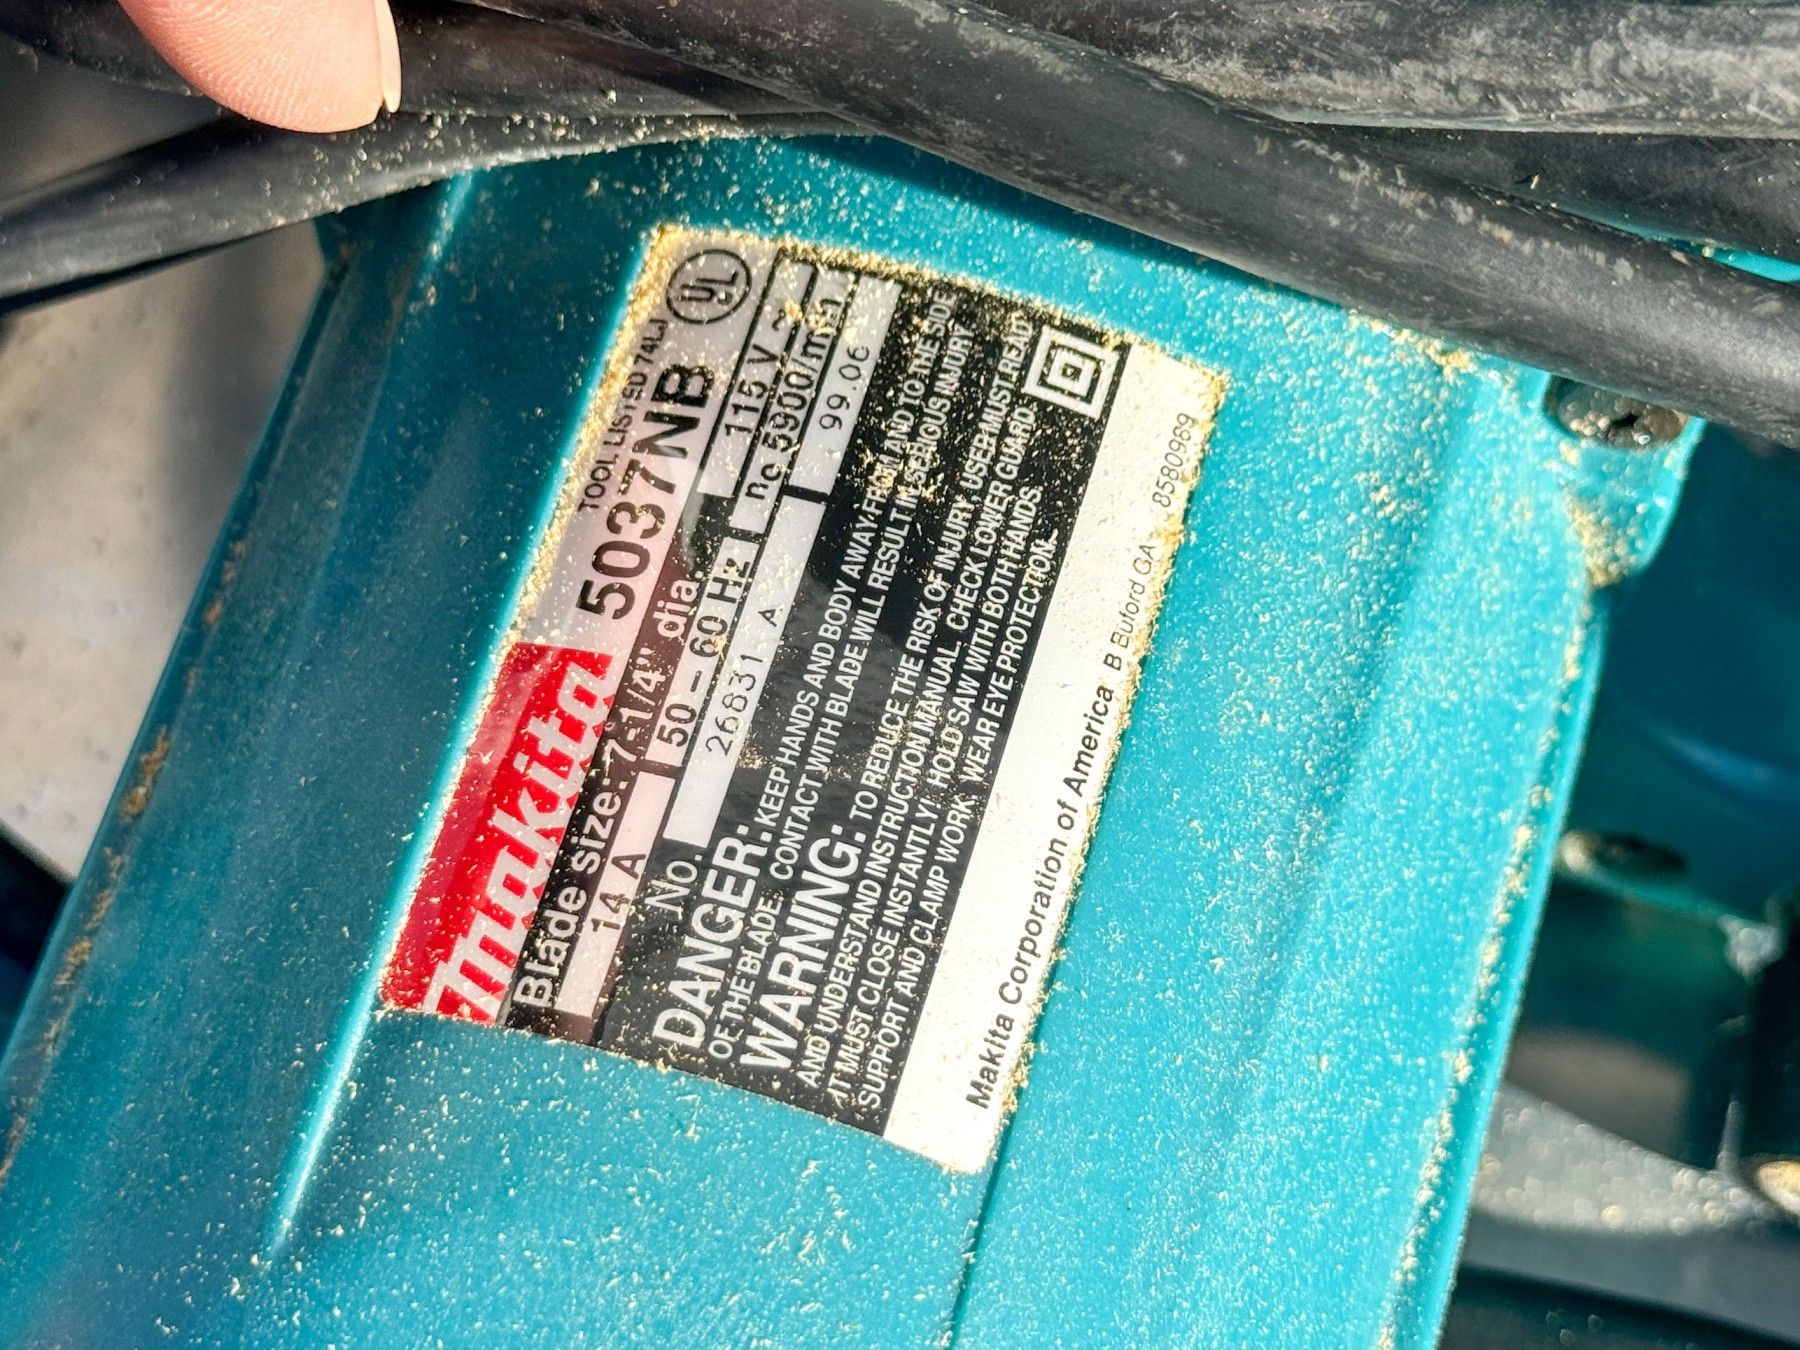 TOOL LISTED 74LJ
UL
makita 5037NB
Blade size: 7-1/4" dia.
115 V ~
14 A 50-60 Hz no 5900/min
No. 26831 A 99.06
DANGER: KEEP HANDS AND BODY AWAY FROM AND TO THE SIDE
OF THE BLADE. CONTACT WITH BLADE WILL RESULT IN SERIOUS INJURY
WARNING: TO REDUCE THE RISK OF INJURY USER MUST READ
AND UNDERSTAND INSTRUCTION MANUAL. CHECK LOWER GUARD.
IT MUST CLOSE INSTANTLY! HOLD SAW WITH BOTH HANDS.
SUPPORT AND CLAMP WORK. WEAR EYE PROTECTION.
Makita Corporation of America B Buford GA 8580969